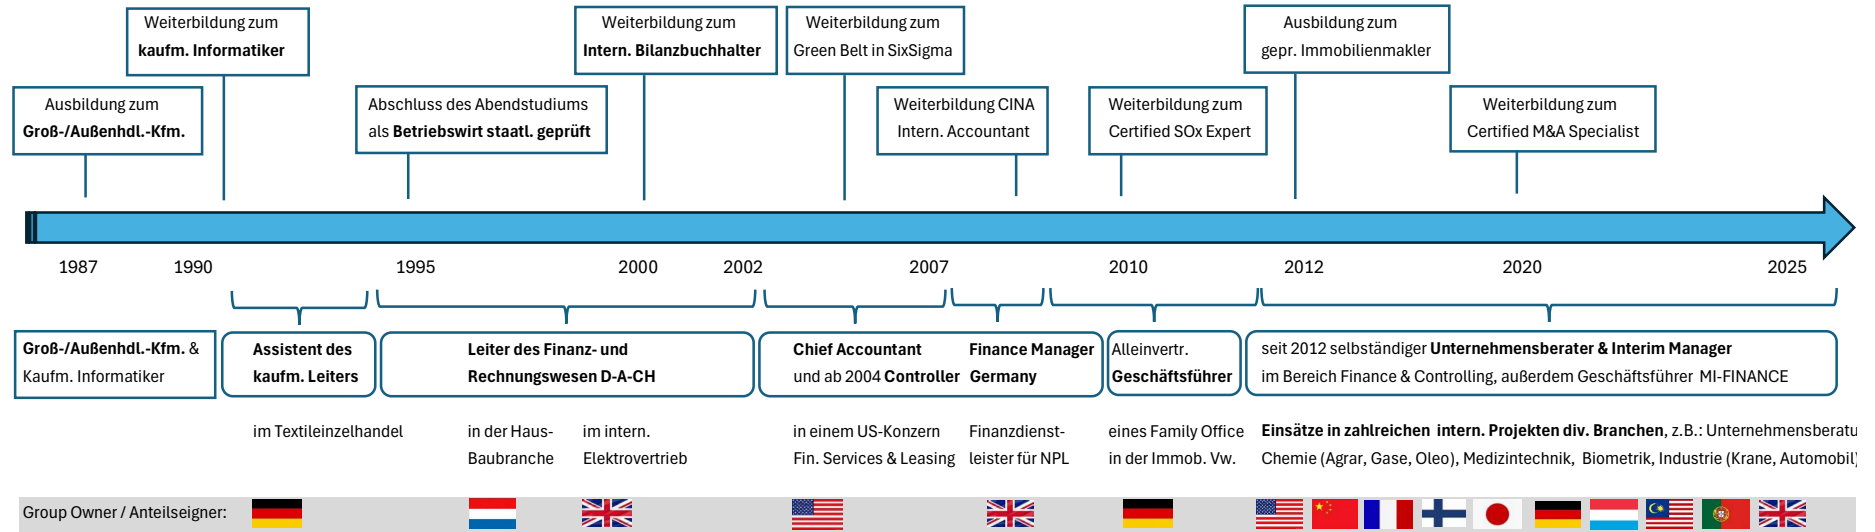 Weiterbildung zum
kaufm. Informatiker
Weiterbildung zum
Intern. Bilanzbuchhalter
Weiterbildung zum
Green Belt in SixSigma
Ausbildung zum
gepr. Immobilienmakler
Ausbildung zum
Groß-/Außenhdl.-Kfm.
Abschluss des Abendstudiums
als Betriebswirt staatl. geprüft
Weiterbildung CINA
Intern. Accountant
Weiterbildung zum
Certified SOx Expert
Weiterbildung zum
Certified M&A Specialist
1987 1990 1995 2000 2002 2007 2010 2012 2020 2025
Groß-/Außenhdl.-Kfm. &
Kaufm. Informatiker
Assistent des
kaufm. Leiters
Leiter des Finanz- und
Rechnungswesen D-A-CH
Chief Accountant
und ab 2004 Controller
Finance Manager
Germany
Alleinvertr.
Geschäftsführer
seit 2012 selbständiger Unternehmensberater & Interim Manager
im Bereich Finance & Controlling, außerdem Geschäftsführer MI-FINANCE
im Textileinzelhandel
in der Haus-
Baubranche
im intern.
Elektrovertrieb
in einem US-Konzern
Fin. Services & Leasing
Finanzdienst-
leister für NPL
eines Family Office
in der Immob. Vw.
Einsätze in zahlreichen intern. Projekten div. Branchen, z.B.: Unternehmensberatu
Chemie (Agrar, Gase, Oleo), Medizintechnik, Biometrik, Industrie (Krane, Automobil)
Group Owner / Anteilseigner: